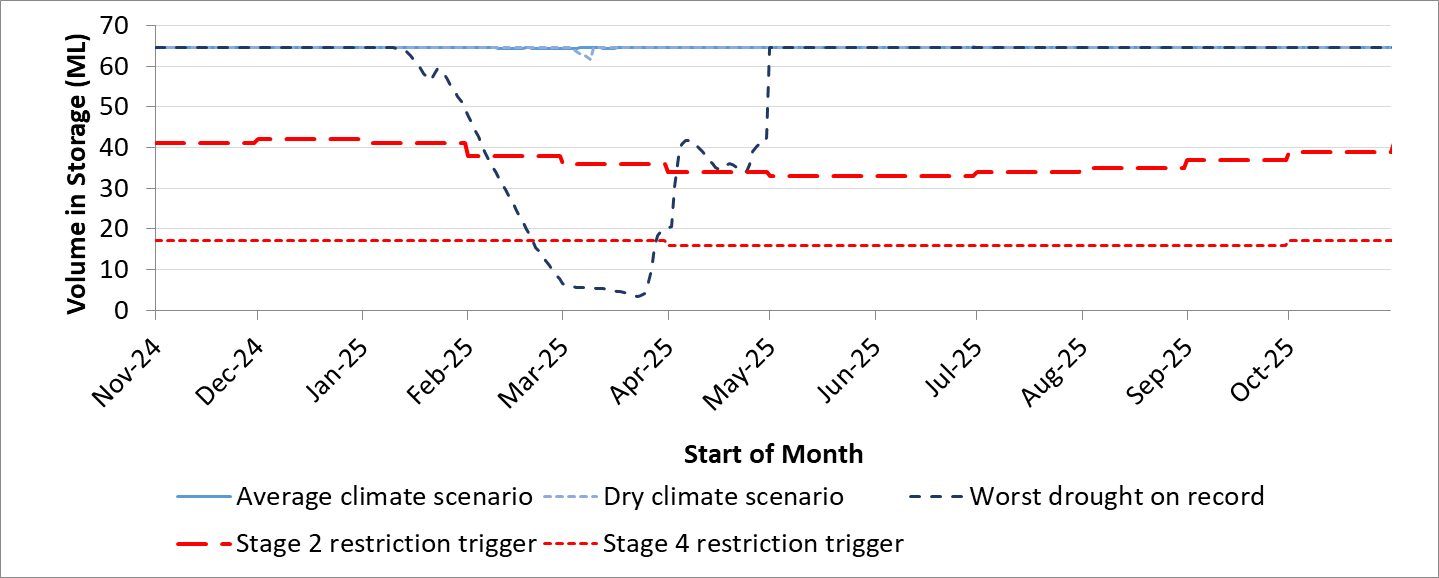 Volume in Storage (ML)
70
60
50
40
30
20
10
0
Nov-24
Dec-24
Jan-25
Feb-25
Mar-25
Apr-25
May-25
Jun-25
Jul-25
Aug-25
Sep-25
Oct-25
Start of Month
Average climate scenario
Dry climate scenario
Worst drought on record
Stage 2 restriction trigger
Stage 4 restriction trigger